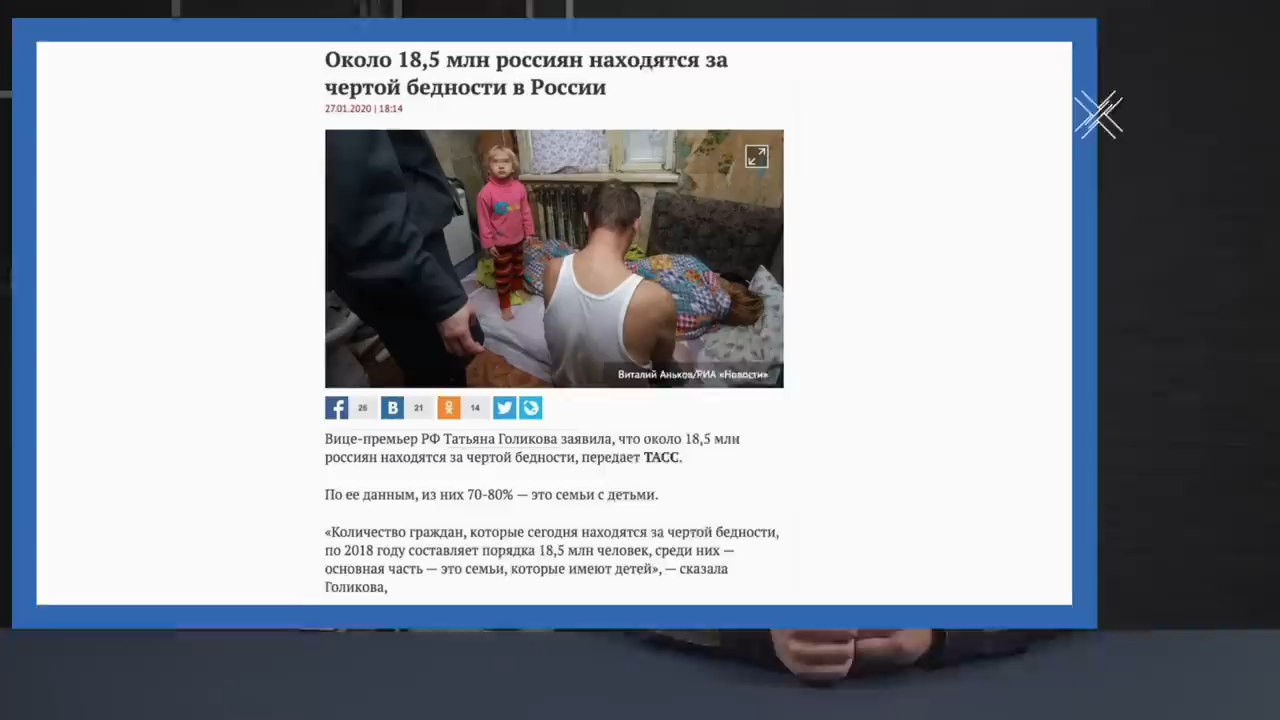 Около 18,5 млн россиян находятся за
чертой бедности в России
27.01.2020 | 18:14
Виталий Аньков/РИА «Новости»
26
21
14
Вице-премьер РФ Татьяна Голикова заявила, что около 18,5 млн
россиян находятся за чертой бедности, передает ТАСС.
По ее данным, из них 70-80% — это семьи с детьми.
«Количество граждан, которые сегодня находятся за чертой бедности,
по 2018 году составляет порядка 18,5 млн человек, среди них —
основная часть — это семьи, которые имеют детей», — сказала
Голикова,